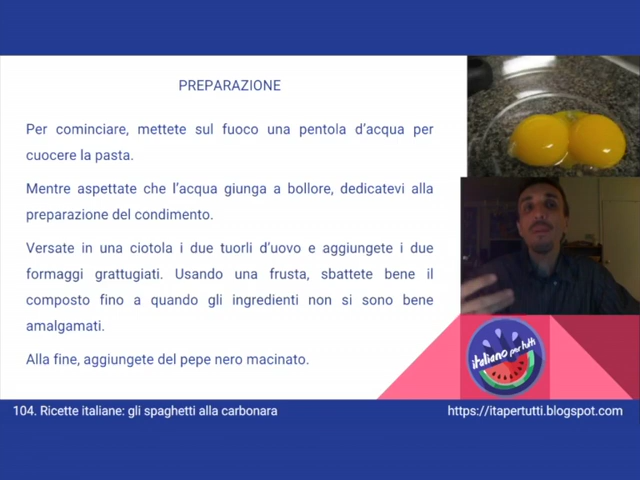 PREPARAZIONE
Per cominciare, mettete sul fuoco una pentola d'acqua per
cuocere la pasta.
Mentre aspettate che l'acqua giunga a bollore, dedicatevi alla
preparazione del condimento.
Versate in una ciotola i due tuorli d'uovo e aggiungete i due
formaggi grattugiati. Usando una frusta, sbattete bene il
composto fino a quando gli ingredienti non si sono bene
amalgamati.
Alla fine, aggiungete del pepe nero macinato.
italiano per tutti
104. Ricette italiane: gli spaghetti alla carbonara
https://itapertutti.blogspot.com